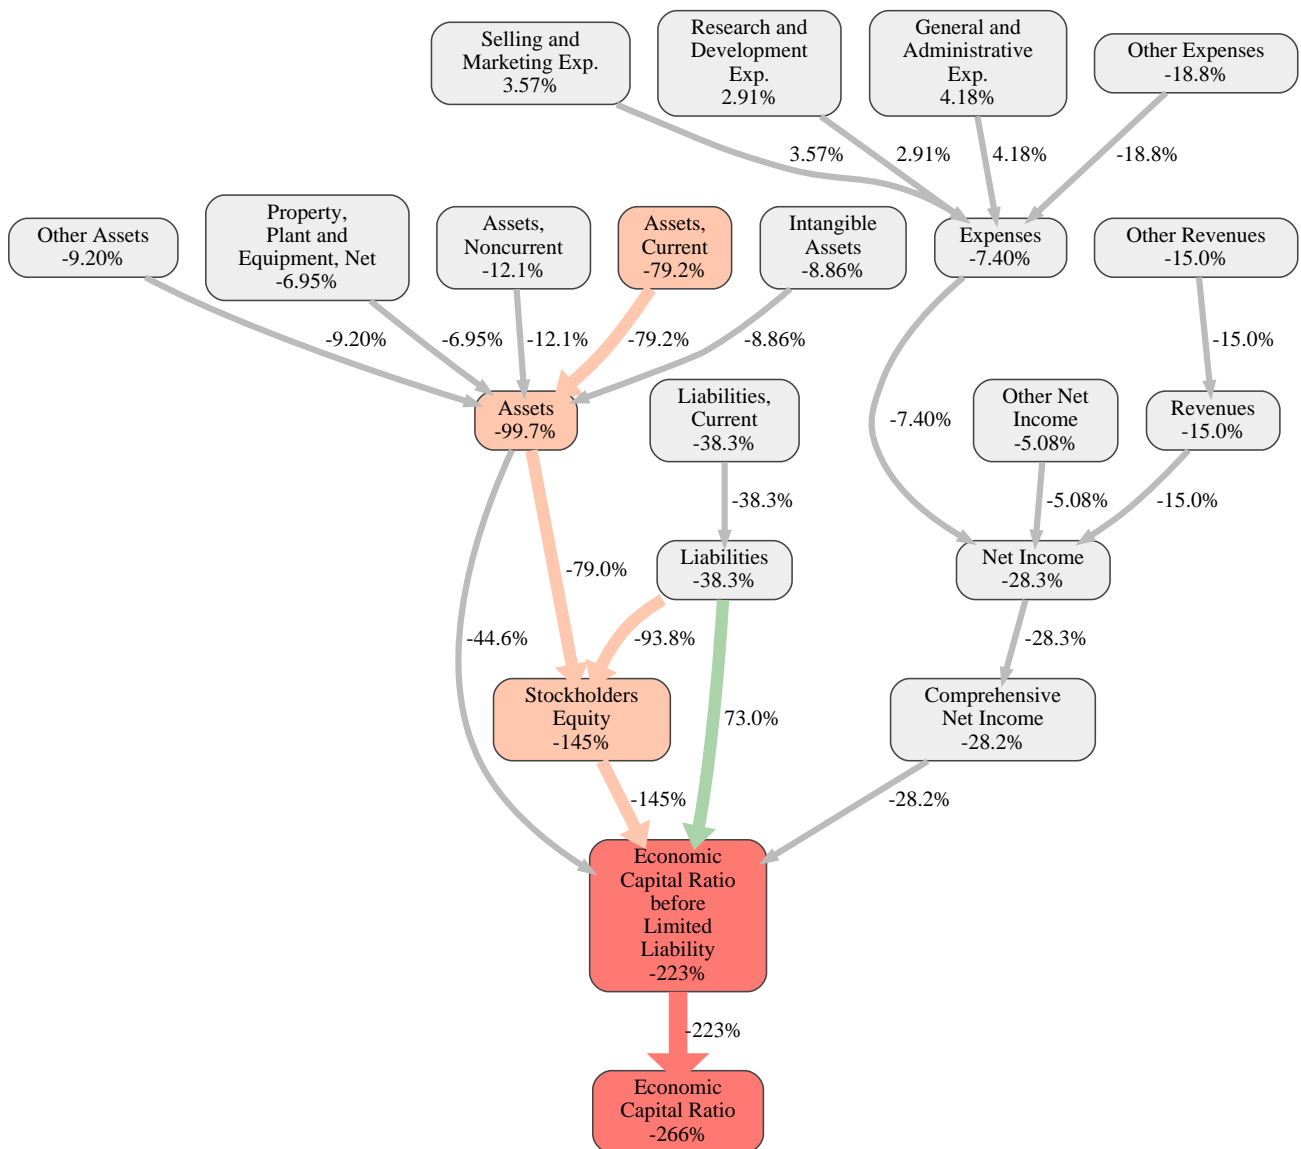 Selling and
Marketing Exp.
3.57%
Research and
Development
Exp.
2.91%
General and
Administrative
Exp.
4.18%
Other Expenses
-18.8%
3.57%
2.91%
4.18%
-18.8%
Other Assets
-9.20%
Property,
Plant and
Equipment, Net
-6.95%
Assets,
Noncurrent
-12.1%
Assets,
Current
-79.2%
Intangible
Assets
-8.86%
Expenses
-7.40%
Other Revenues
-15.0%
-9.20%
-6.95%
-12.1%
-79.2%
-8.86%
-15.0%
Assets
-99.7%
Liabilities,
Current
-38.3%
-7.40%
Other Net
Income
-5.08%
Revenues
-15.0%
-38.3%
-5.08%
-15.0%
-79.0%
Liabilities
-38.3%
Net Income
-28.3%
-44.6%
-93.8%
-28.3%
Stockholders
Equity
-145%
73.0%
Comprehensive
Net Income
-28.2%
-145%
-28.2%
Economic
Capital Ratio
before
Limited
Liability
-223%
-223%
Economic
Capital Ratio
-266%